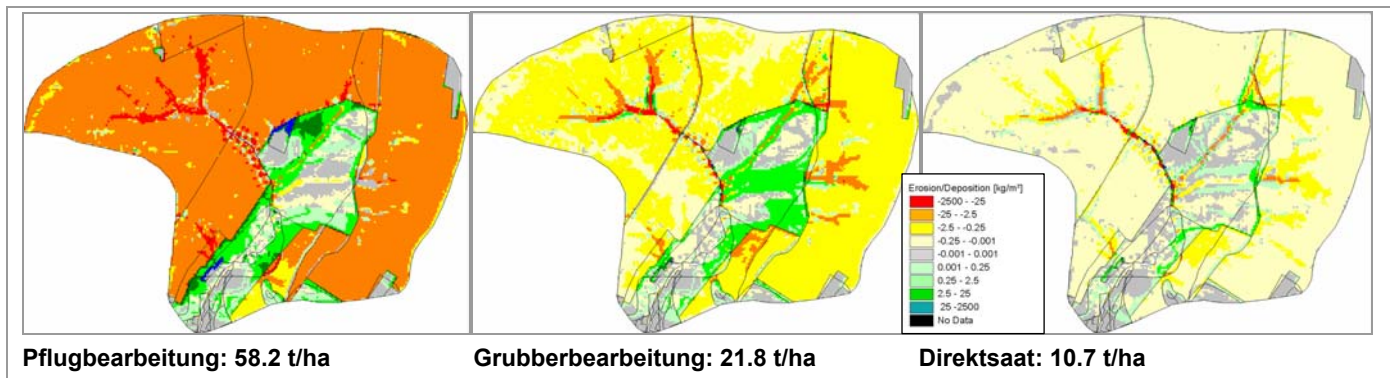 Erosion/Deposition [kg/m²]
-2500 - -25
-25 - -2.5
-2.5 - -0.25
-0.25 - -0.001
-0.001 - 0.001
0.001 - 0.25
0.25 - 2.5
2.5 - 25
25 -2500
No Data
Pflugbearbeitung: 58.2 t/ha Grubberbearbeitung: 21.8 t/ha Direktsaat: 10.7 t/ha